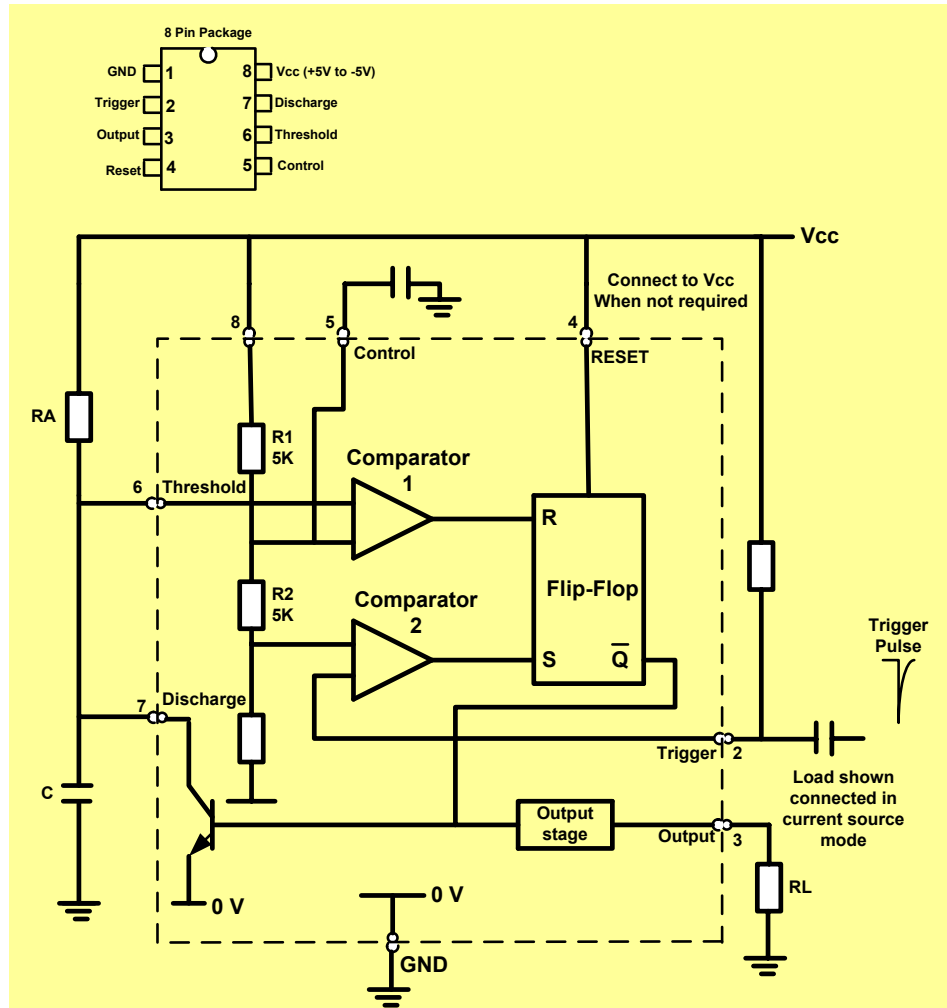 8 Pin Package
GND 1 8 Vcc (+5V to -5V)
Trigger 2 7 Discharge
Output 3 6 Threshold
Reset 4 5 Control
Vcc
Connect to Vcc
When not required
8 5 4
Control
RESET
RA
R1
5K
Comparator
1
6 Threshold
R
R2
5K
Flip-Flop
Comparator
2
Trigger
Pulse
S Q
Discharge
7
Trigger 2
C
Load shown
connected in
current source
mode
Output
stage
Output 3
RL
0 V
0 V
GND